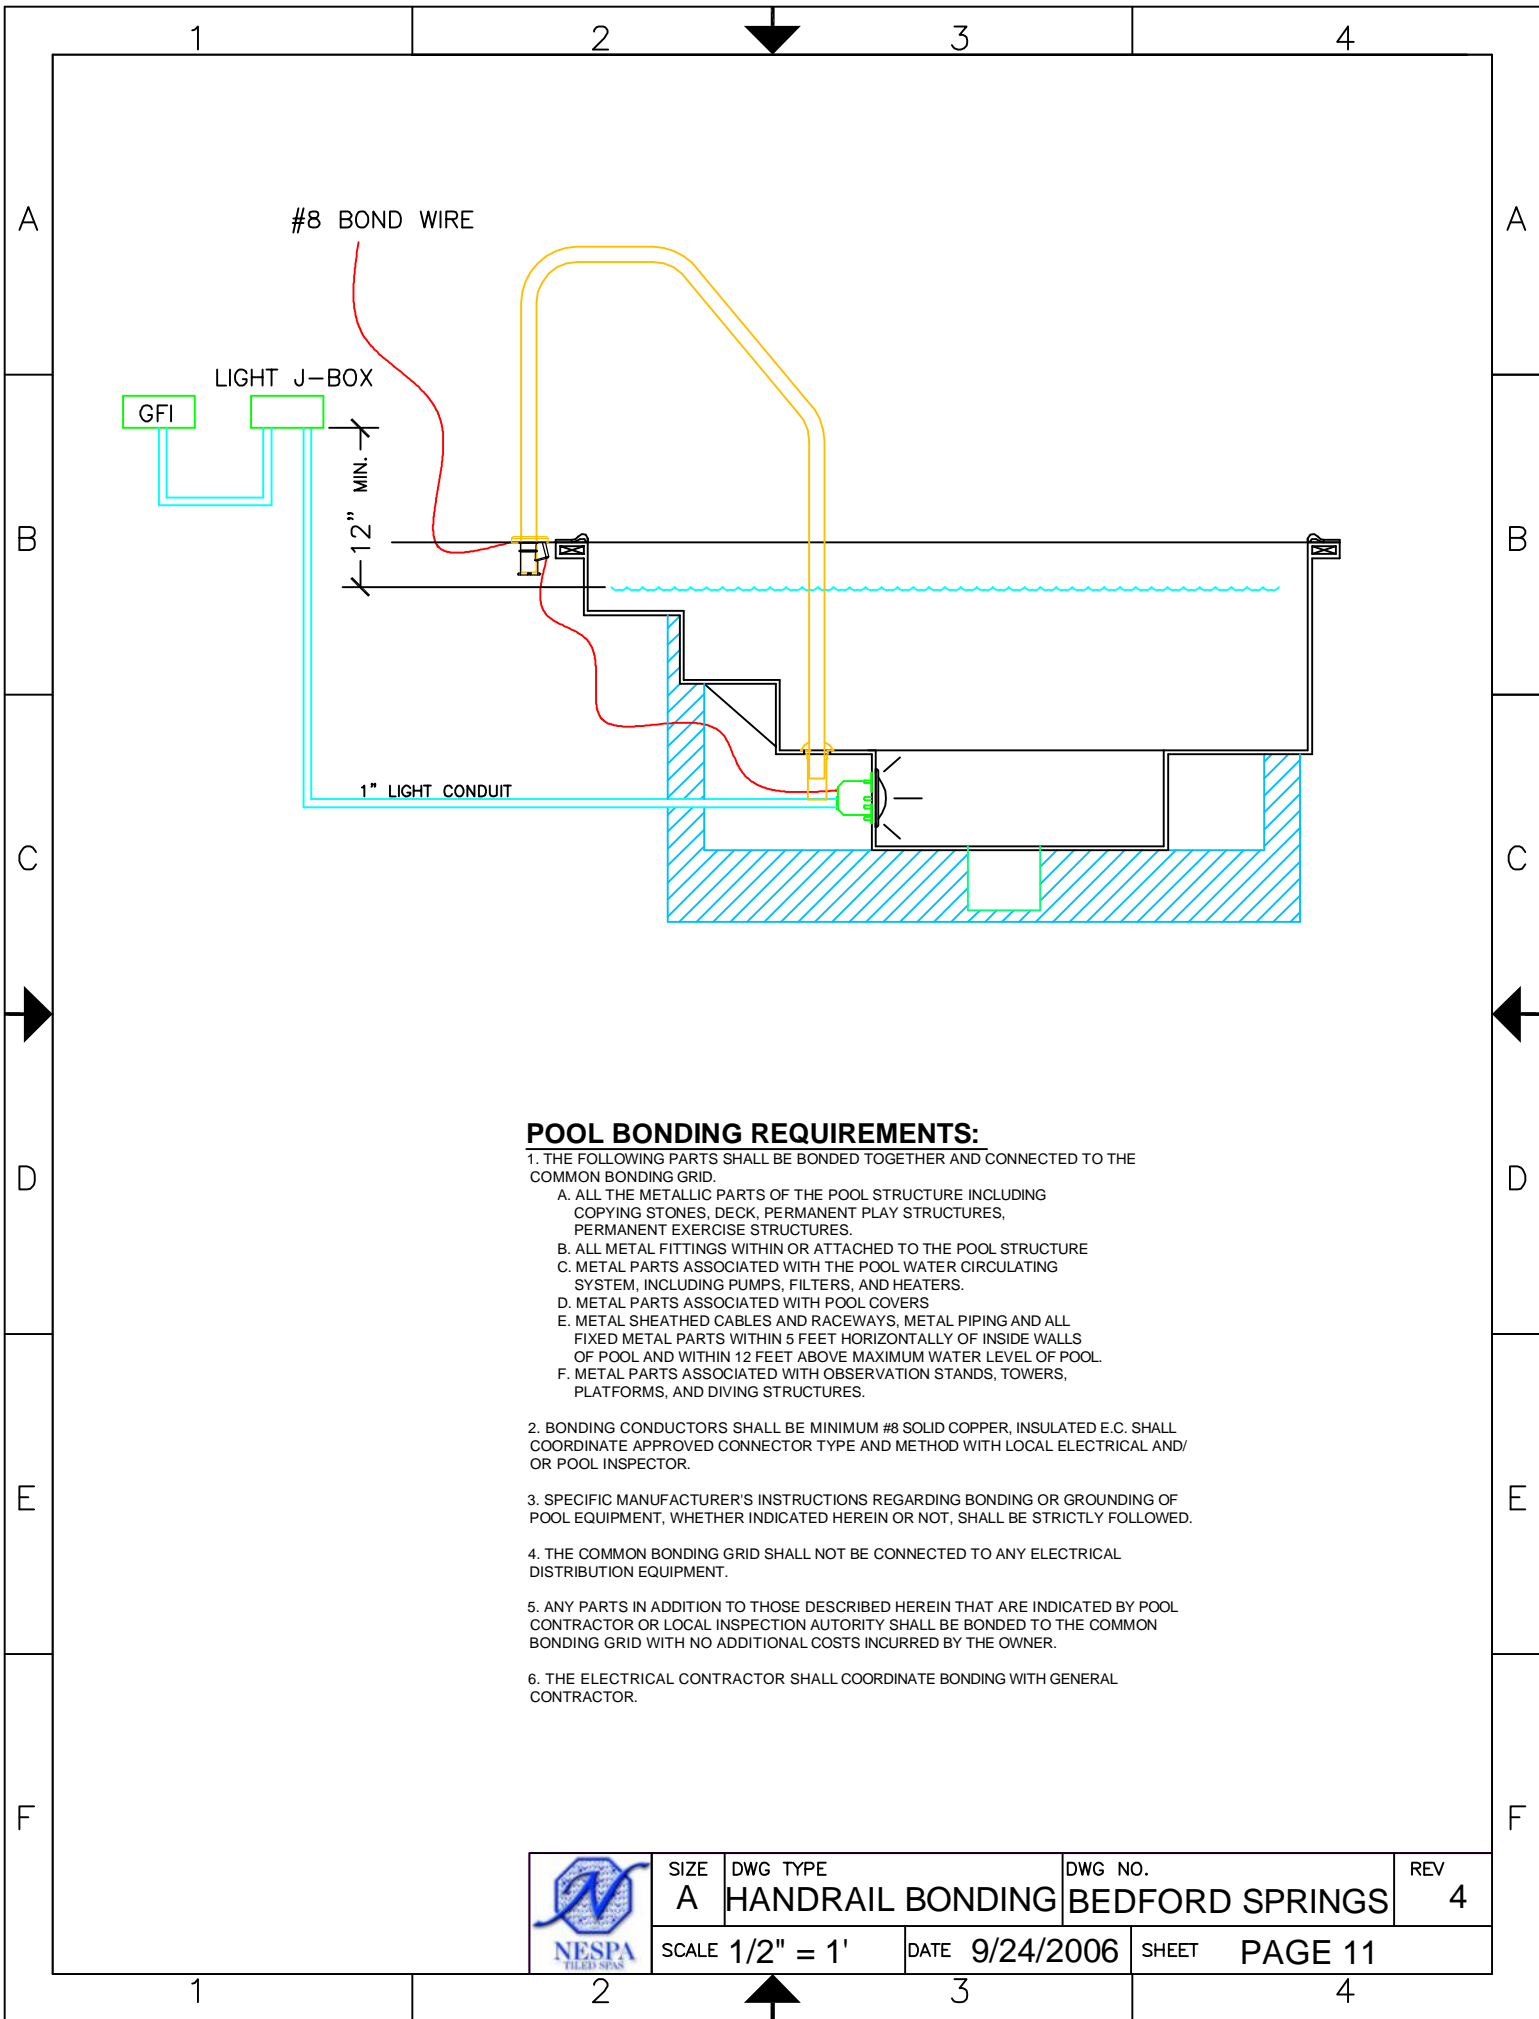 1 2 3 4
A A
#8 BOND WIRE
LIGHT J-BOX
GFI
12" MIN.
B B
1" LIGHT CONDUIT
C C
POOL BONDING REQUIREMENTS:
1. THE FOLLOWING PARTS SHALL BE BONDED TOGETHER AND CONNECTED TO THE
COMMON BONDING GRID.
A. ALL THE METALLIC PARTS OF THE POOL STRUCTURE INCLUDING
COPYING STONES, DECK, PERMANENT PLAY STRUCTURES,
PERMANENT EXERCISE STRUCTURES.
B. ALL METAL FITTINGS WITHIN OR ATTACHED TO THE POOL STRUCTURE
C. METAL PARTS ASSOCIATED WITH THE POOL WATER CIRCULATING
SYSTEM, INCLUDING PUMPS, FILTERS, AND HEATERS.
D. METAL PARTS ASSOCIATED WITH POOL COVERS
E. METAL SHEATHED CABLES AND RACEWAYS, METAL PIPING AND ALL
FIXED METAL PARTS WITHIN 5 FEET HORIZONTALLY OF INSIDE WALLS
OF POOL AND WITHIN 12 FEET ABOVE MAXIMUM WATER LEVEL OF POOL.
F. METAL PARTS ASSOCIATED WITH OBSERVATION STANDS, TOWERS,
PLATFORMS, AND DIVING STRUCTURES.
D D
2. BONDING CONDUCTORS SHALL BE MINIMUM #8 SOLID COPPER, INSULATED E.C. SHALL
COORDINATE APPROVED CONNECTOR TYPE AND METHOD WITH LOCAL ELECTRICAL AND/
OR POOL INSPECTOR.
3. SPECIFIC MANUFACTURER'S INSTRUCTIONS REGARDING BONDING OR GROUNDING OF
POOL EQUIPMENT, WHETHER INDICATED HEREIN OR NOT, SHALL BE STRICTLY FOLLOWED.
E E
4. THE COMMON BONDING GRID SHALL NOT BE CONNECTED TO ANY ELECTRICAL
DISTRIBUTION EQUIPMENT.
5. ANY PARTS IN ADDITION TO THOSE DESCRIBED HEREIN THAT ARE INDICATED BY POOL
CONTRACTOR OR LOCAL INSPECTION AUTORITY SHALL BE BONDED TO THE COMMON
BONDING GRID WITH NO ADDITIONAL COSTS INCURRED BY THE OWNER.
6. THE ELECTRICAL CONTRACTOR SHALL COORDINATE BONDING WITH GENERAL
CONTRACTOR.
F F
N
NESPA
TILED SPAS
SIZE DWG TYPE DWG NO. REV
A HANDRAIL BONDING BEDFORD SPRINGS 4
SCALE 1/2" = 1' DATE 9/24/2006 SHEET PAGE 11
1 2 3 4